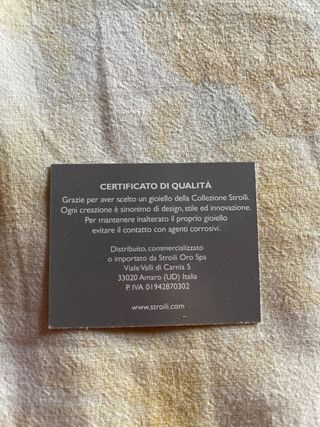 CERTIFICATO DI QUALITÀ
Grazie per aver scelto un gioiello della Collezione Stroili.
Ogni creazione è sinonimo di design, stile ed innovazione.
Per mantenere inalterato il proprio gioiello
evitare il contatto con agenti corrosivi.
Distribuito, commercializzato
o importato da Stroili Oro Spa
Viale Valli di Carnia 5
33020 Amaro (UD) Italia
P. IVA 01942870302
www.stroili.com